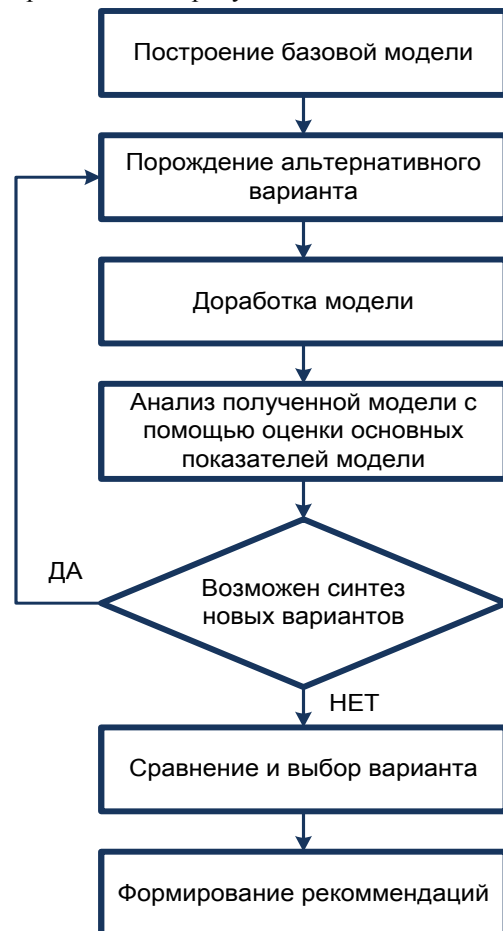 Построение базовой модели
Порождение альтернативного
варианта
Доработка модели
Анализ полученной модели с
помощью оценки основных
показателей модели
ДА
Возможен синтез
новых вариантов
НЕТ
Сравнение и выбор варианта
Формирование рекомендаций